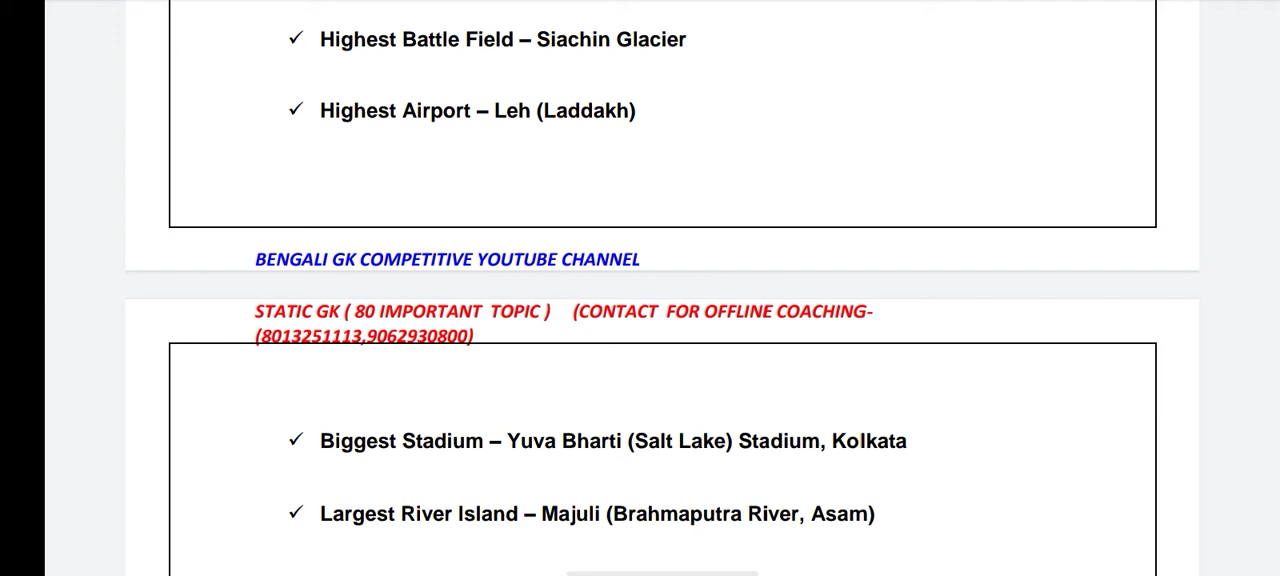 ✓ Highest Battle Field – Siachin Glacier
✓ Highest Airport – Leh (Laddakh)
BENGALI GK COMPETITIVE YOUTUBE CHANNEL
STATIC GK ( 80 IMPORTANT TOPIC ) (CONTACT FOR OFFLINE COACHING-
(8013251113,9062930800)
✓ Biggest Stadium – Yuva Bharti (Salt Lake) Stadium, Kolkata
✓ Largest River Island – Majuli (Brahmaputra River, Asam)